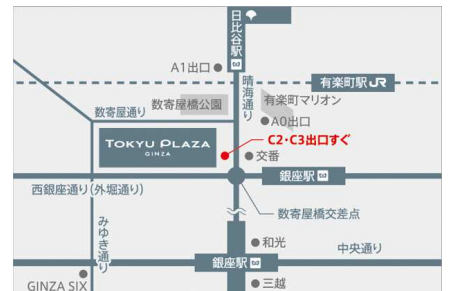 日比谷駅
A1出口
有楽町駅JR
晴海通り
数寄屋橋公園
有楽町マリオン
数寄屋通り
A0出口
TOKYU PLAZA
GINZA
C2・C3出口すぐ
交番
銀座駅
西銀座通り(外堀通り)
数寄屋橋交差点
みゆき通り
和光
中央通り
銀座駅
GINZA SIX
三越